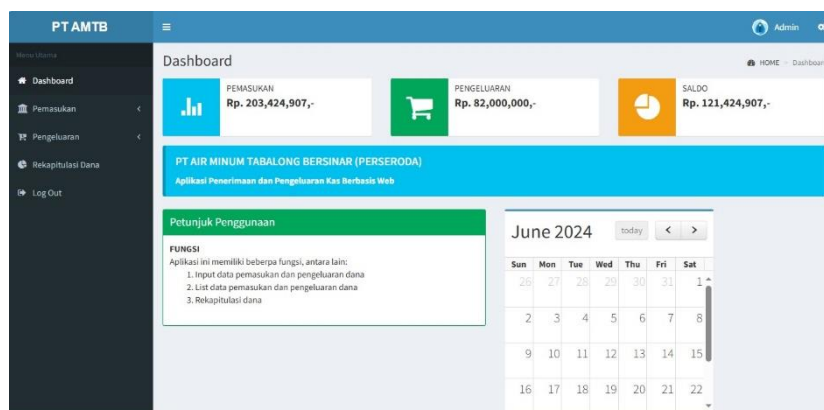 PT AMTB
Admin
Menu Utama
Dashboard
Pemasukan
Pengeluaran
Rekapitulasi Dana
Log Out
Dashboard
HOME
Dashboar
PEMASUKAN
Rp. 203,424,907,-
PENGELUARAN
Rp. 82,000,000,-
SALDO
Rp. 121,424,907,-
PT AIR MINUM TABALONG BERSINAR (PERSERODA)
Aplikasi Penerimaan dan Pengeluaran Kas Berbasis Web
Petunjuk Penggunaan
FUNGSI
Aplikasi ini memiliki beberpa fungsi, antara lain:
1. Input data pemasukan dan pengeluaran dana
2. List data pemasukan dan pengeluaran dana
3. Rekapitulasi dana
June 2024
today
Sun Mon Tue Wed Thu Fri Sat
26 27 28 29 30 31 1
2 3 4 5 6 7 8
9 10 11 12 13 14 15
16 17 18 19 20 21 22